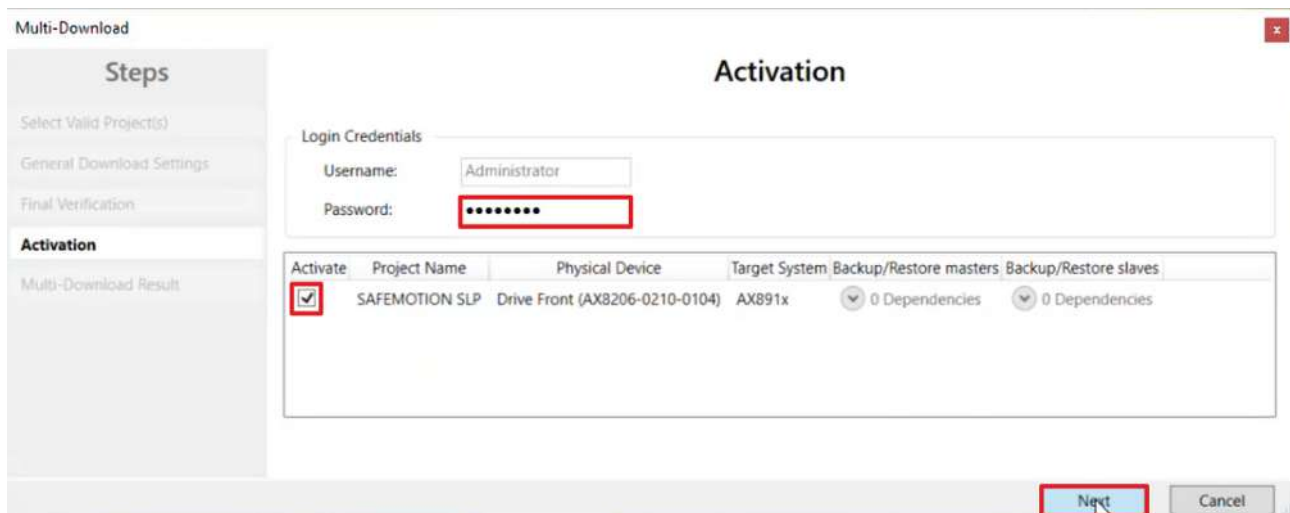 Multi-Download
x
Steps
Select Valid Project(s)
General Download Settings
Final Verification
Activation
Multi-Download Result
Activation
Login Credentials
Username: Administrator
Password: ••••••••
Activate Project Name Physical Device Target System Backup/Restore masters Backup/Restore slaves
SAFEMOTION SLP Drive Front (AX8206-0210-0104) AX891x 0 Dependencies 0 Dependencies
Next Cancel